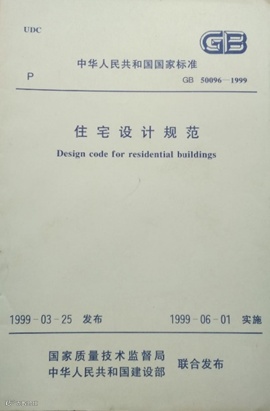 UDC
GB
中华人民共和国国家标准
P
GB 50096-1999
住宅设计规范
Design code for residential buildings
1999-03-25 发布
1999-06-01 实施
国家质量技术监督局
中华人民共和国建设部
联合发布